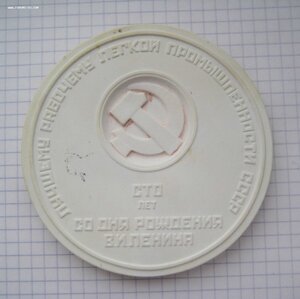 ЛУЧШЕМУ РАБОЧЕМУ ЛЕГКОЙ ПРОМЫШЛЕННОСТИ СССР
СТО
ЛЕТ
СО ДНЯ РОЖДЕНИЯ
В.И.ЛЕНИНА